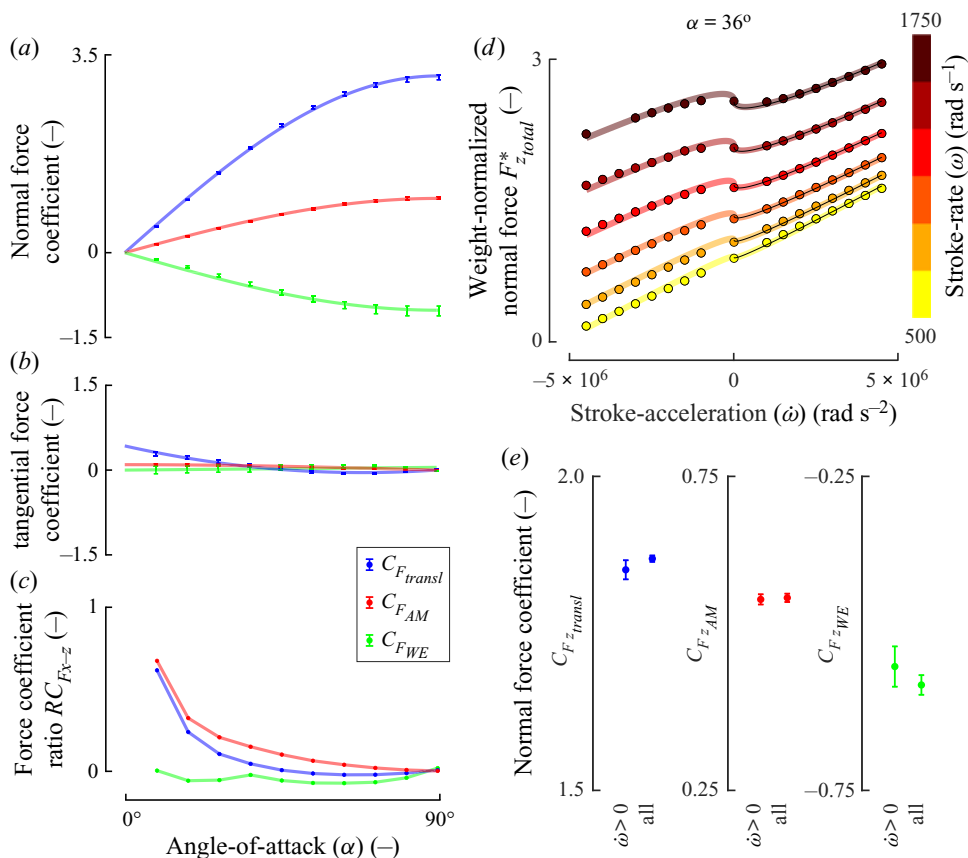 (a)
3.5
0
−1.5
Normal force
coefficient (–)
(b)
1.5
0
−1.5
tangential force
coefficient (–)
(c)
1
0
Force coefficient
ratio RC_{Fx–z} (–)
0°
90°
Angle-of-attack (α) (–)
C_{F_{transl}}
C_{F_{AM}}
C_{F_{WE}}
(d)
α = 36°
3
0
Weight-normalized
normal force F*_{z_{total}} (–)
−5 × 10⁶
0
5 × 10⁶
Stroke-acceleration (ω̇) (rad s⁻²)
1750
500
Stroke-rate (ω) (rad s⁻¹)
(e)
Normal force coefficient (–)
2.0
1.5
C_{F z_{transl}}
0.75
0.25
C_{F z_{AM}}
−0.25
−0.75
C_{F z_{WE}}
ω̇> 0
all
ω̇> 0
all
ω̇> 0
all